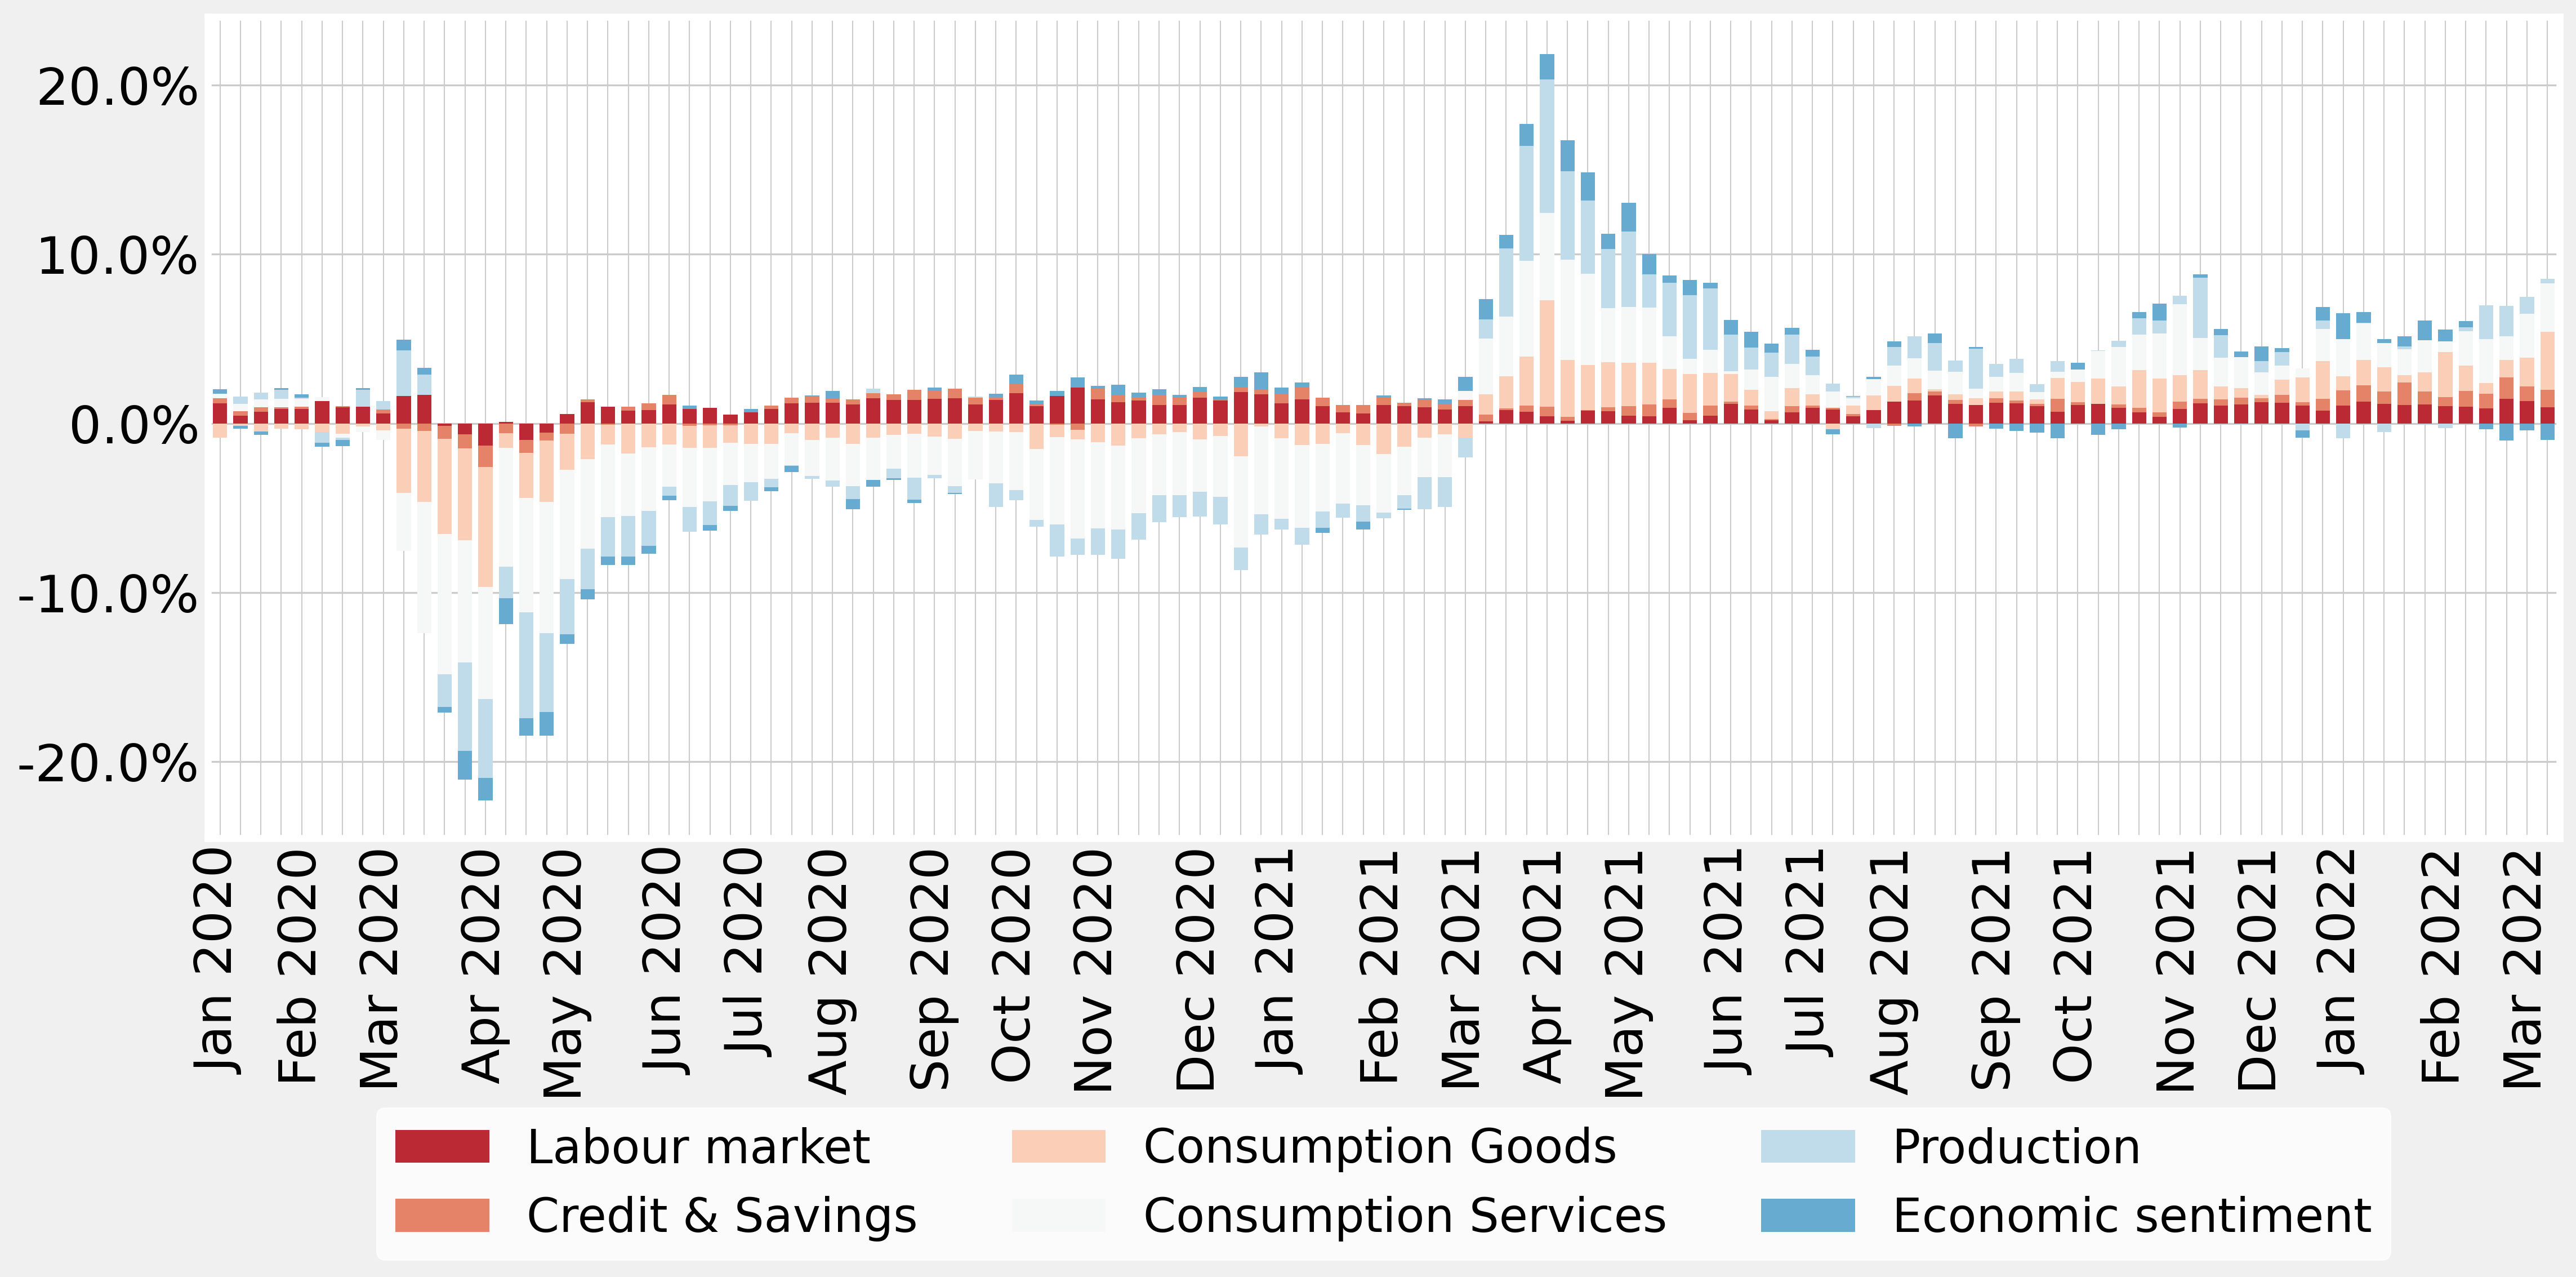 20.0%
10.0%
0.0%
-10.0%
-20.0%
Jan 2020
Feb 2020
Mar 2020
Apr 2020
May 2020
Jun 2020
Jul 2020
Aug 2020
Sep 2020
Oct 2020
Nov 2020
Dec 2020
Jan 2021
Feb 2021
Mar 2021
Apr 2021
May 2021
Jun 2021
Jul 2021
Aug 2021
Sep 2021
Oct 2021
Nov 2021
Dec 2021
Jan 2022
Feb 2022
Mar 2022
Labour market
Credit & Savings
Consumption Goods
Consumption Services
Production
Economic sentiment